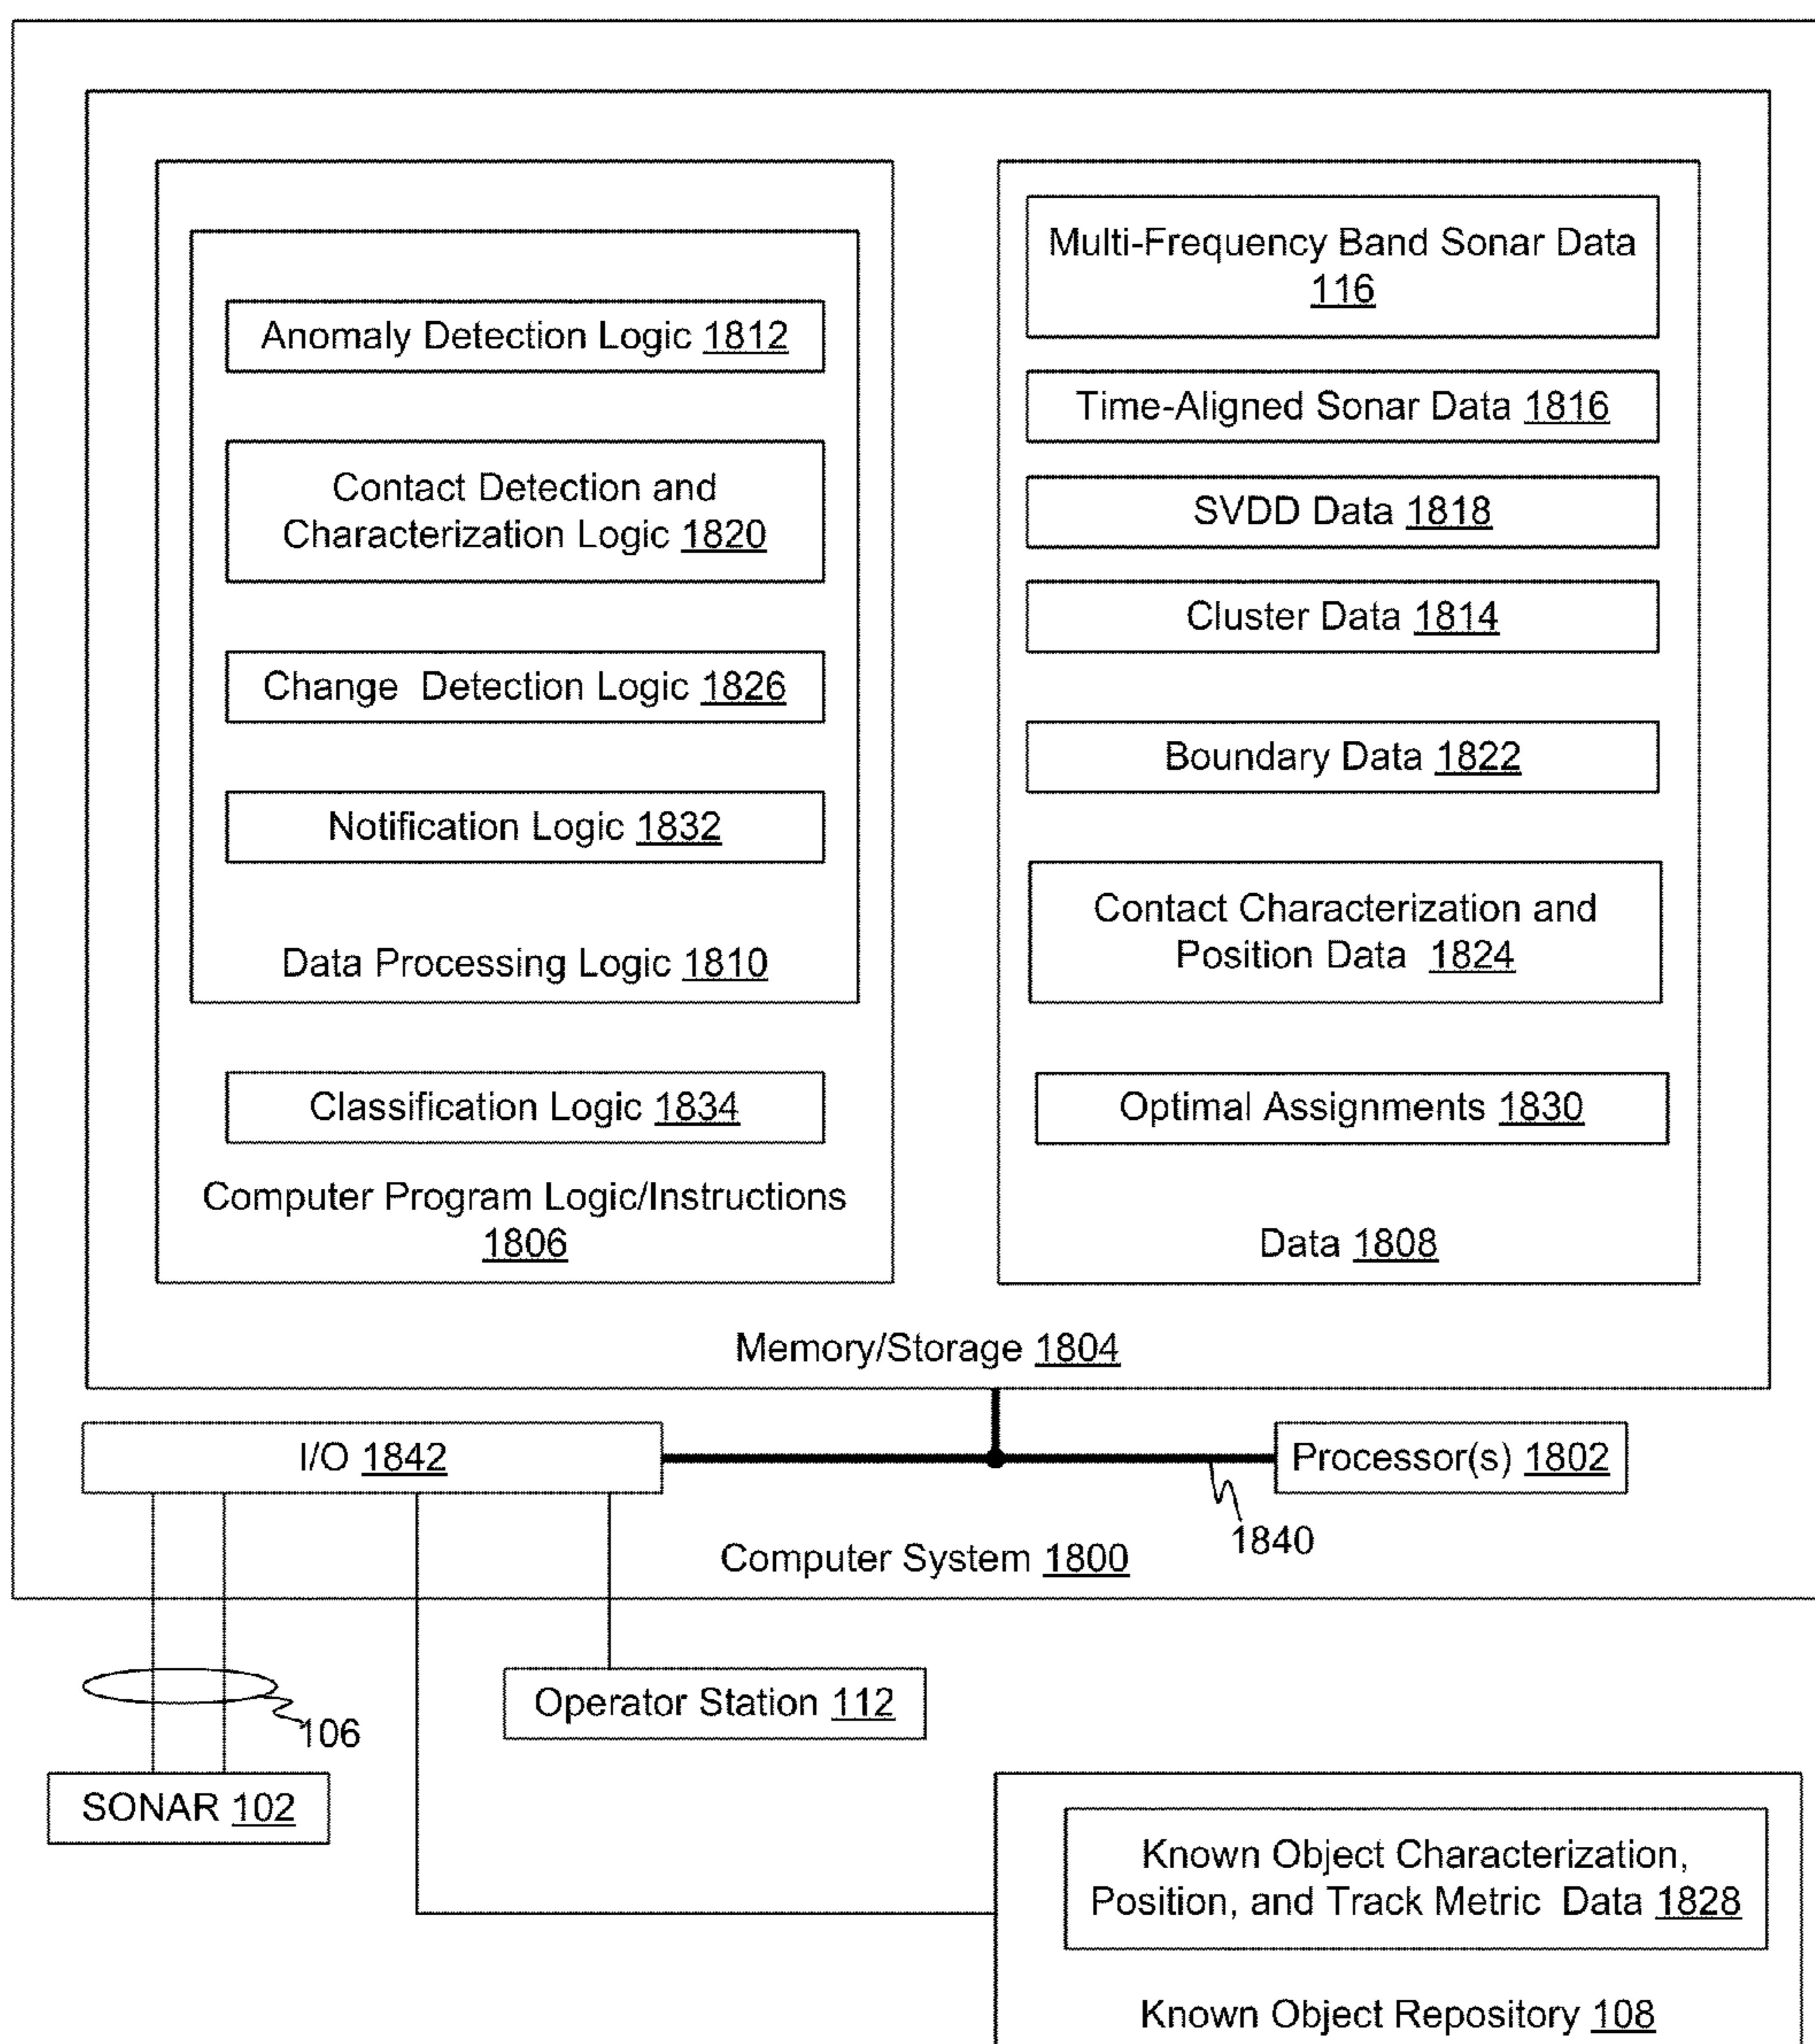 Anomaly Detection Logic 1812
Contact Detection and
Characterization Logic 1820
Change Detection Logic 1826
Notification Logic 1832
Data Processing Logic 1810
Classification Logic 1834
Computer Program Logic/Instructions
1806
Multi-Frequency Band Sonar Data
116
Time-Aligned Sonar Data 1816
SVDD Data 1818
Cluster Data 1814
Boundary Data 1822
Contact Characterization and
Position Data 1824
Optimal Assignments 1830
Data 1808
Memory/Storage 1804
I/O 1842
Processor(s) 1802
1840
Computer System 1800
106
Operator Station 112
SONAR 102
Known Object Characterization,
Position, and Track Metric Data 1828
Known Object Repository 108